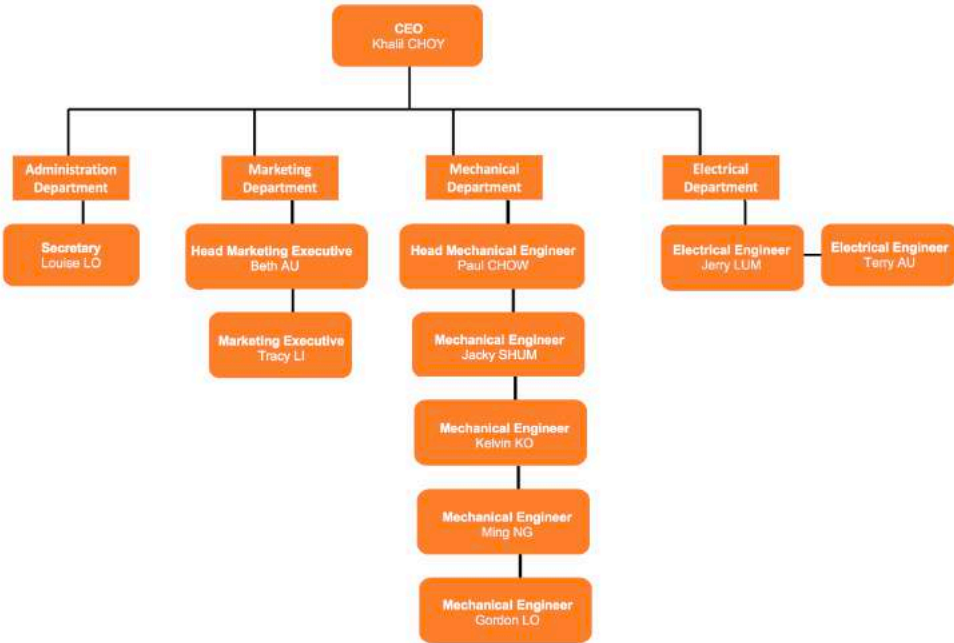 CEO
Khalil CHOY
Administration
Department
Marketing
Department
Mechanical
Department
Electrical
Department
Secretary
Louise LO
Head Marketing Executive
Beth AU
Head Mechanical Engineer
Paul CHOW
Electrical Engineer
Jerry LUM
Electrical Engineer
Terry AU
Marketing Executive
Tracy LI
Mechanical Engineer
Jacky SHUM
Mechanical Engineer
Kelvin KO
Mechanical Engineer
Ming NG
Mechanical Engineer
Gordon LO